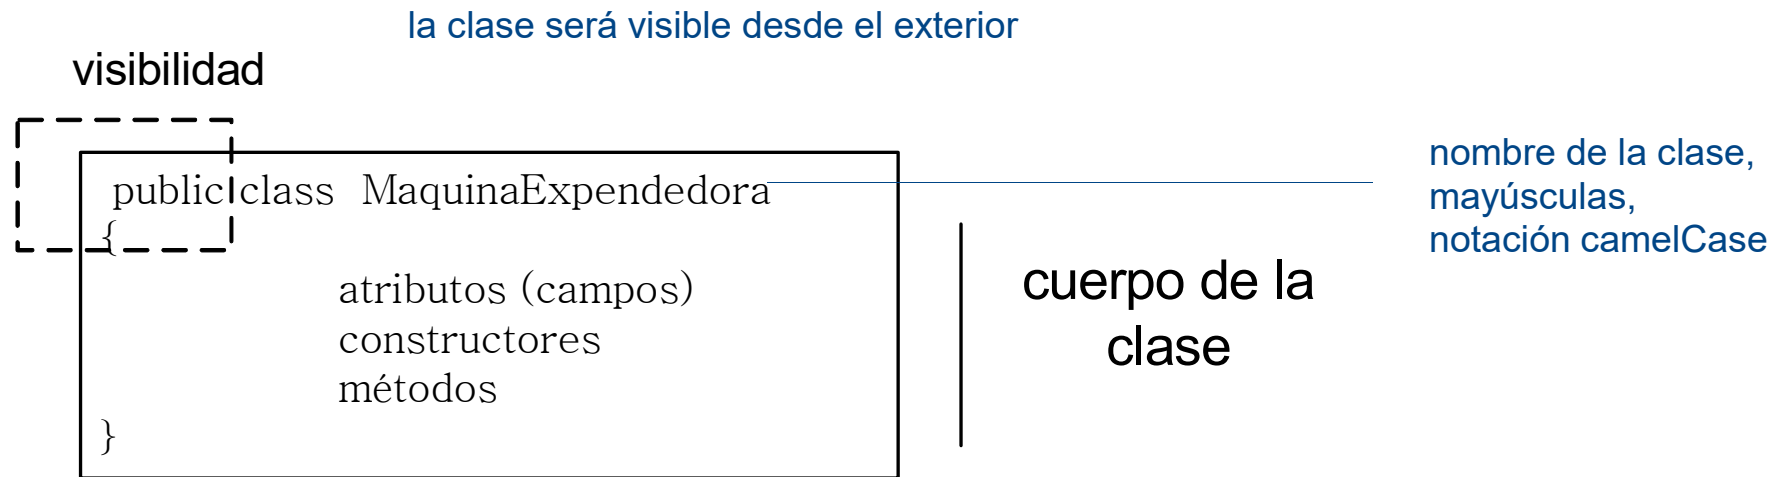 la clase será visible desde el exterior
visibilidad
public class MaquinaExpendedora
{
atributos (campos)
constructores
métodos
}
cuerpo de la
clase
nombre de la clase,
mayúsculas,
notación camelCase